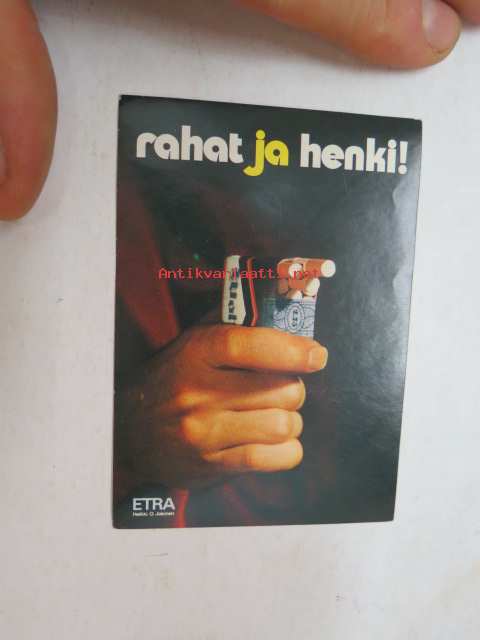 rahat ja henki!
Antikvariaatti.net
ETRA